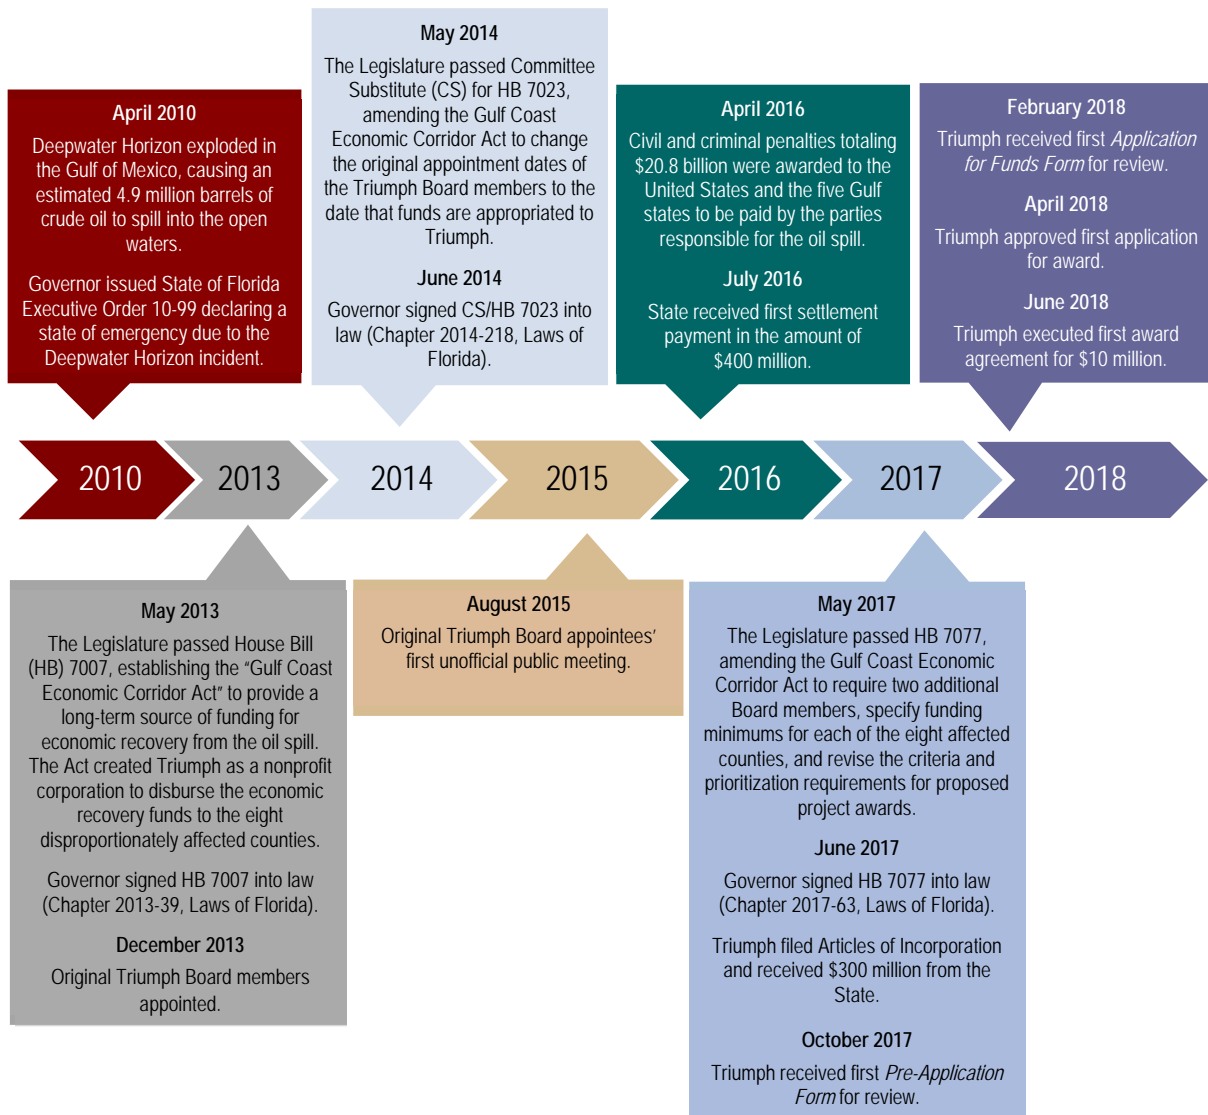 April 2010
Deepwater Horizon exploded in
the Gulf of Mexico, causing an
estimated 4.9 million barrels of
crude oil to spill into the open
waters.
Governor issued State of Florida
Executive Order 10-99 declaring a
state of emergency due to the
Deepwater Horizon incident.
May 2014
The Legislature passed Committee
Substitute (CS) for HB 7023,
amending the Gulf Coast
Economic Corridor Act to change
the original appointment dates of
the Triumph Board members to the
date that funds are appropriated to
Triumph.
June 2014
Governor signed CS/HB 7023 into
law (Chapter 2014-218, Laws of
Florida).
April 2016
Civil and criminal penalties totaling
$20.8 billion were awarded to the
United States and the five Gulf
states to be paid by the parties
responsible for the oil spill.
July 2016
State received first settlement
payment in the amount of
$400 million.
February 2018
Triumph received first Application
for Funds Form for review.
April 2018
Triumph approved first application
for award.
June 2018
Triumph executed first award
agreement for $10 million.
2010
2013
2014
2015
2016
2017
2018
May 2013
The Legislature passed House Bill
(HB) 7007, establishing the "Gulf Coast
Economic Corridor Act" to provide a
long-term source of funding for
economic recovery from the oil spill.
The Act created Triumph as a nonprofit
corporation to disburse the economic
recovery funds to the eight
disproportionately affected counties.
Governor signed HB 7007 into law
(Chapter 2013-39, Laws of Florida).
December 2013
Original Triumph Board members
appointed.
August 2015
Original Triumph Board appointees'
first unofficial public meeting.
May 2017
The Legislature passed HB 7077,
amending the Gulf Coast Economic
Corridor Act to require two additional
Board members, specify funding
minimums for each of the eight affected
counties, and revise the criteria and
prioritization requirements for proposed
project awards.
June 2017
Governor signed HB 7077 into law
(Chapter 2017-63, Laws of Florida).
Triumph filed Articles of Incorporation
and received $300 million from the
State.
October 2017
Triumph received first Pre-Application
Form for review.